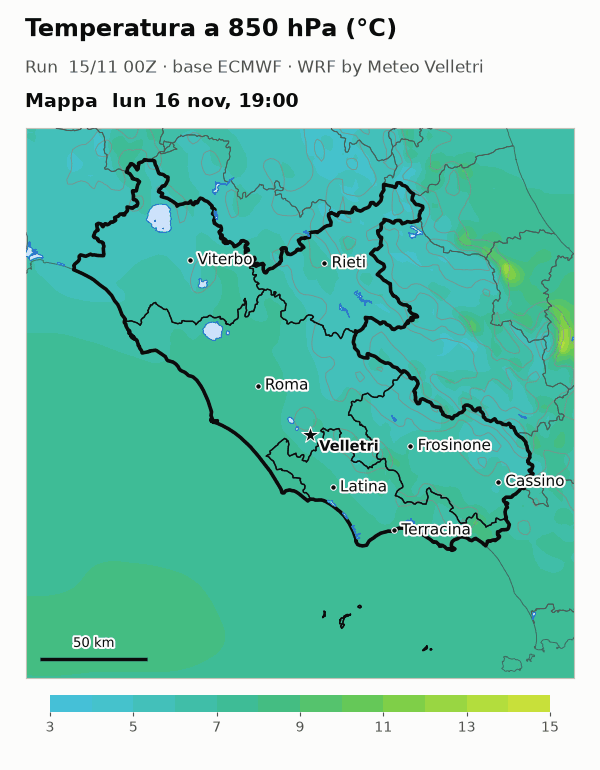 Temperatura a 850 hPa (°C)
Run  15/11 00Z · base ECMWF · WRF by Meteo Velletri
Mappa  lun 16 nov, 19:00
Viterbo
Rieti
Roma
Velletri
Frosinone
Latina
Cassino
Terracina
50 km
3 5 7 9 11 13 15